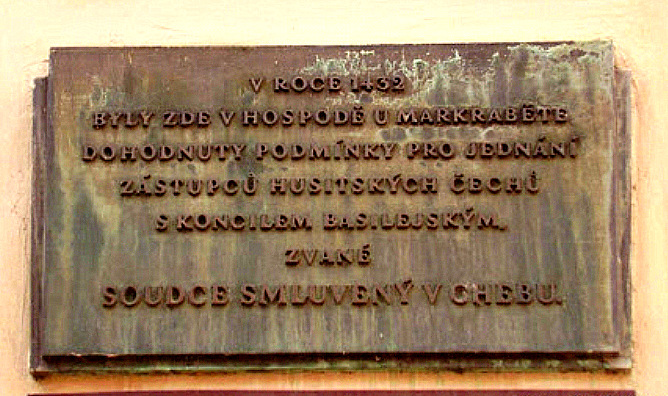 V ROCE 1432
BYLY ZDE V HOSPODĚ U MARKRABĚTE
DOHODNUTY PODMÍNKY PRO JEDNÁNÍ
ZÁSTUPCŮ HUSITSKÝCH ČECHŮ
S KONCILEM BASILEJSKÝM,
ZVANÉ
SOUDCE SMLUVENÝ V CHEBU.